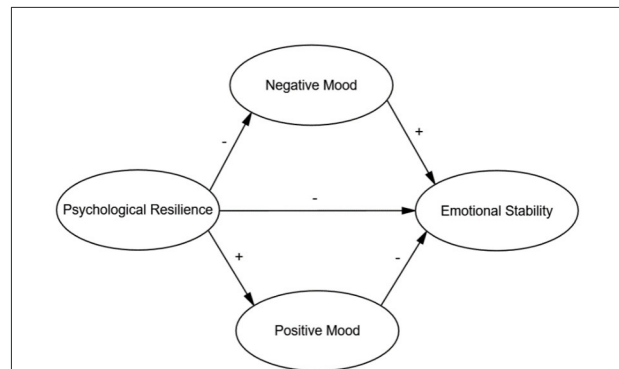 Negative Mood
-
+
Psychological Resilience
-
Emotional Stability
+
-
Positive Mood